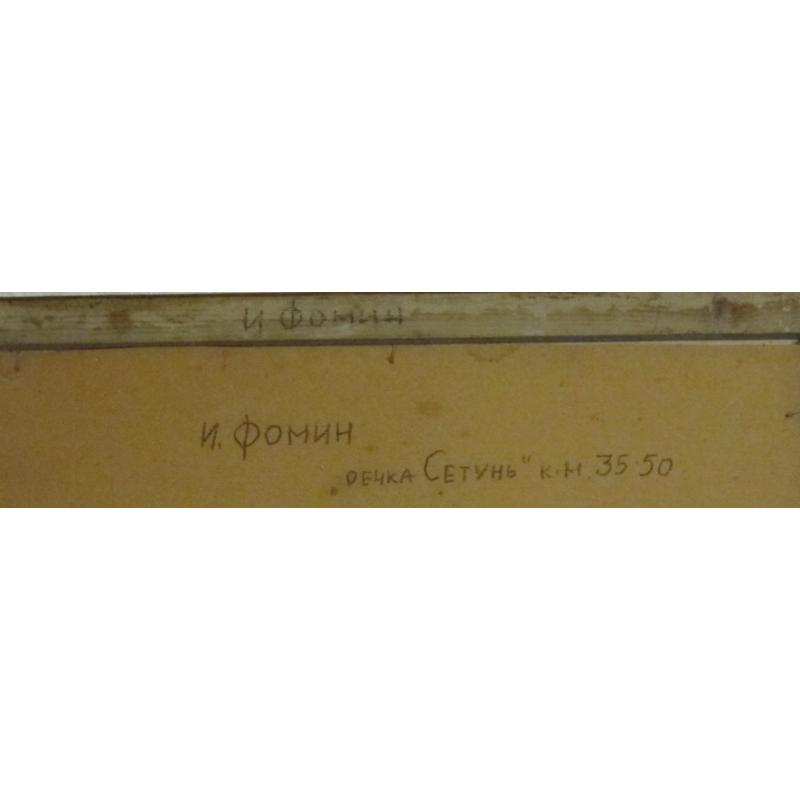 И Фомин
И. Фомин
„речка Сетунь" к.м. 35·50